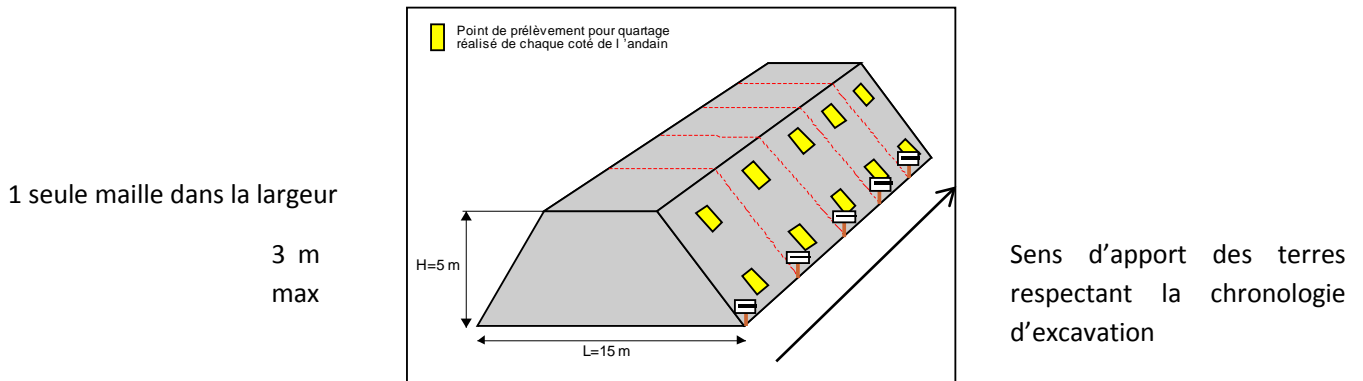 Point de prélèvement pour quartage
réalisé de chaque coté de l 'andain
1 seule maille dans la largeur
3 m
max
H=5 m
L=15 m
Sens d'apport des terres
respectant la chronologie
d'excavation